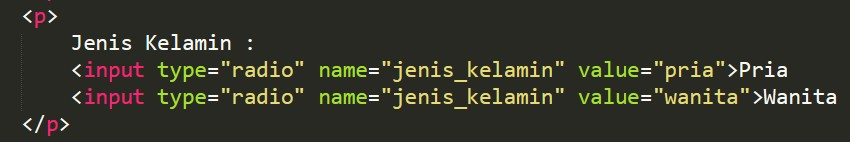 <p>
Jenis Kelamin :
<input type="radio" name="jenis_kelamin" value="pria">Pria
<input type="radio" name="jenis_kelamin" value="wanita">Wanita
</p>